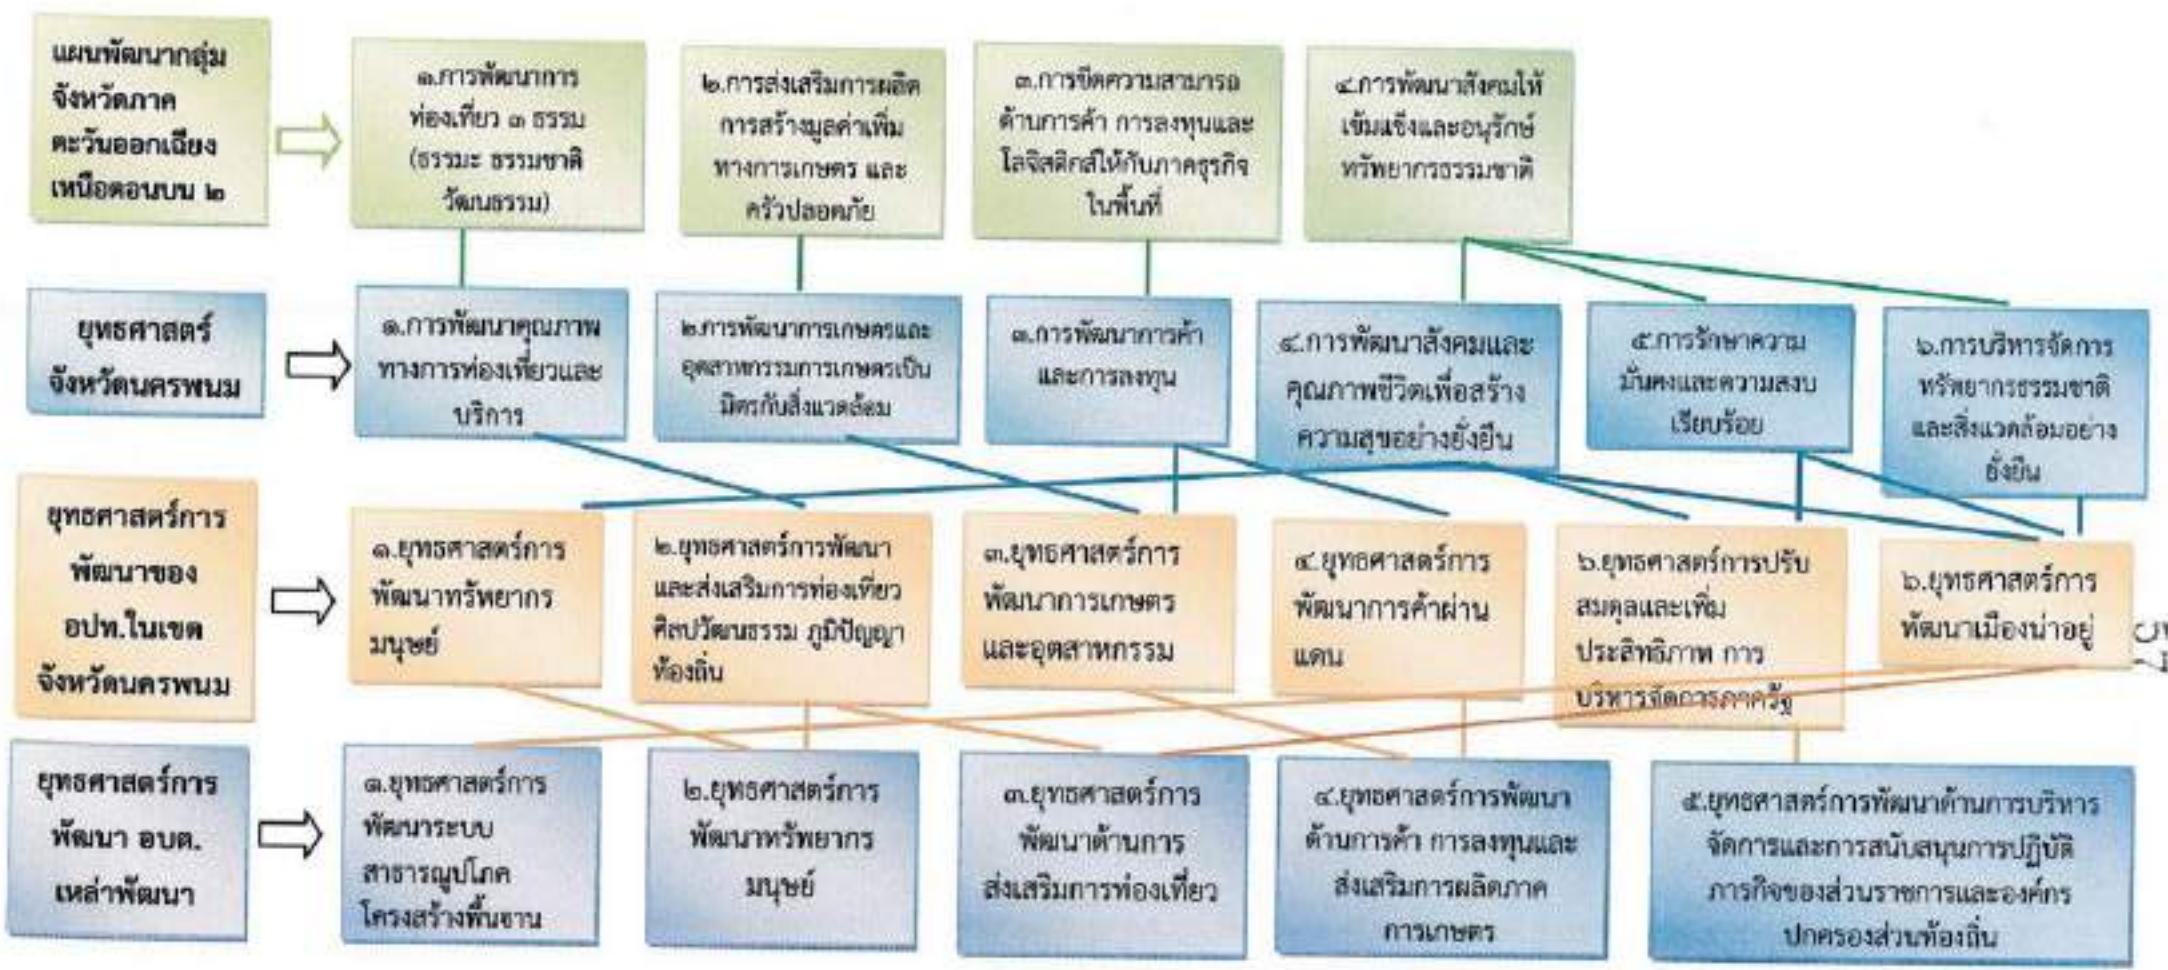 แผนพัฒนากลุ่ม
จังหวัดภาค
ตะวันออกเฉียง
เหนือตอนบน ๒
๑.การพัฒนาการ
ท่องเที่ยว ๓ ธรรม
(ธรรมะ ธรรมชาติ
วัฒนธรรม)
๒.การส่งเสริมการผลิต
การสร้างมูลค่าเพิ่ม
ทางการเกษตร และ
ครัวปลอดภัย
๓.การขีดความสามารถ
ด้านการค้า การลงทุนและ
โลจิสติกส์ให้กับภาคธุรกิจ
ในพื้นที่
๔.การพัฒนาสังคมให้
เข้มแข็งและอนุรักษ์
ทรัพยากรธรรมชาติ
ยุทธศาสตร์
จังหวัดนครพนม
๑.การพัฒนาคุณภาพ
ทางการท่องเที่ยวและ
บริการ
๒.การพัฒนาการเกษตรและ
อุตสาหกรรมการเกษตรเป็น
มิตรกับสิ่งแวดล้อม
๓.การพัฒนาการค้า
และการลงทุน
๔.การพัฒนาสังคมและ
คุณภาพชีวิตเพื่อสร้าง
ความสุขอย่างยั่งยืน
๕.การรักษาความ
มั่นคงและความสงบ
เรียบร้อย
๖.การบริหารจัดการ
ทรัพยากรธรรมชาติ
และสิ่งแวดล้อมอย่าง
ยั่งยืน
ยุทธศาสตร์การ
พัฒนาของ
อปท.ในเขต
จังหวัดนครพนม
๑.ยุทธศาสตร์การ
พัฒนาทรัพยากร
มนุษย์
๒.ยุทธศาสตร์การพัฒนา
และส่งเสริมการท่องเที่ยว
ศิลปวัฒนธรรม ภูมิปัญญา
ท้องถิ่น
๓.ยุทธศาสตร์การ
พัฒนาการเกษตร
และอุตสาหกรรม
๔.ยุทธศาสตร์การ
พัฒนาการค้าผ่าน
แดน
๖.ยุทธศาสตร์การปรับ
สมดุลและเพิ่ม
ประสิทธิภาพ การ
บริหารจัดการภาครัฐ
๖.ยุทธศาสตร์การ
พัฒนาเมืองน่าอยู่
ยุทธศาสตร์การ
พัฒนา อบต.
เหล่าพัฒนา
๑.ยุทธศาสตร์การ
พัฒนาระบบ
สาธารณูปโภค
โครงสร้างพื้นฐาน
๒.ยุทธศาสตร์การ
พัฒนาทรัพยากร
มนุษย์
๓.ยุทธศาสตร์การ
พัฒนาด้านการ
ส่งเสริมการท่องเที่ยว
๔.ยุทธศาสตร์การพัฒนา
ด้านการค้า การลงทุนและ
ส่งเสริมการผลิตภาค
การเกษตร
๕.ยุทธศาสตร์การพัฒนาด้านการบริหาร
จัดการและการสนับสนุนการปฏิบัติ
ภารกิจของส่วนราชการและองค์กร
ปกครองส่วนท้องถิ่น